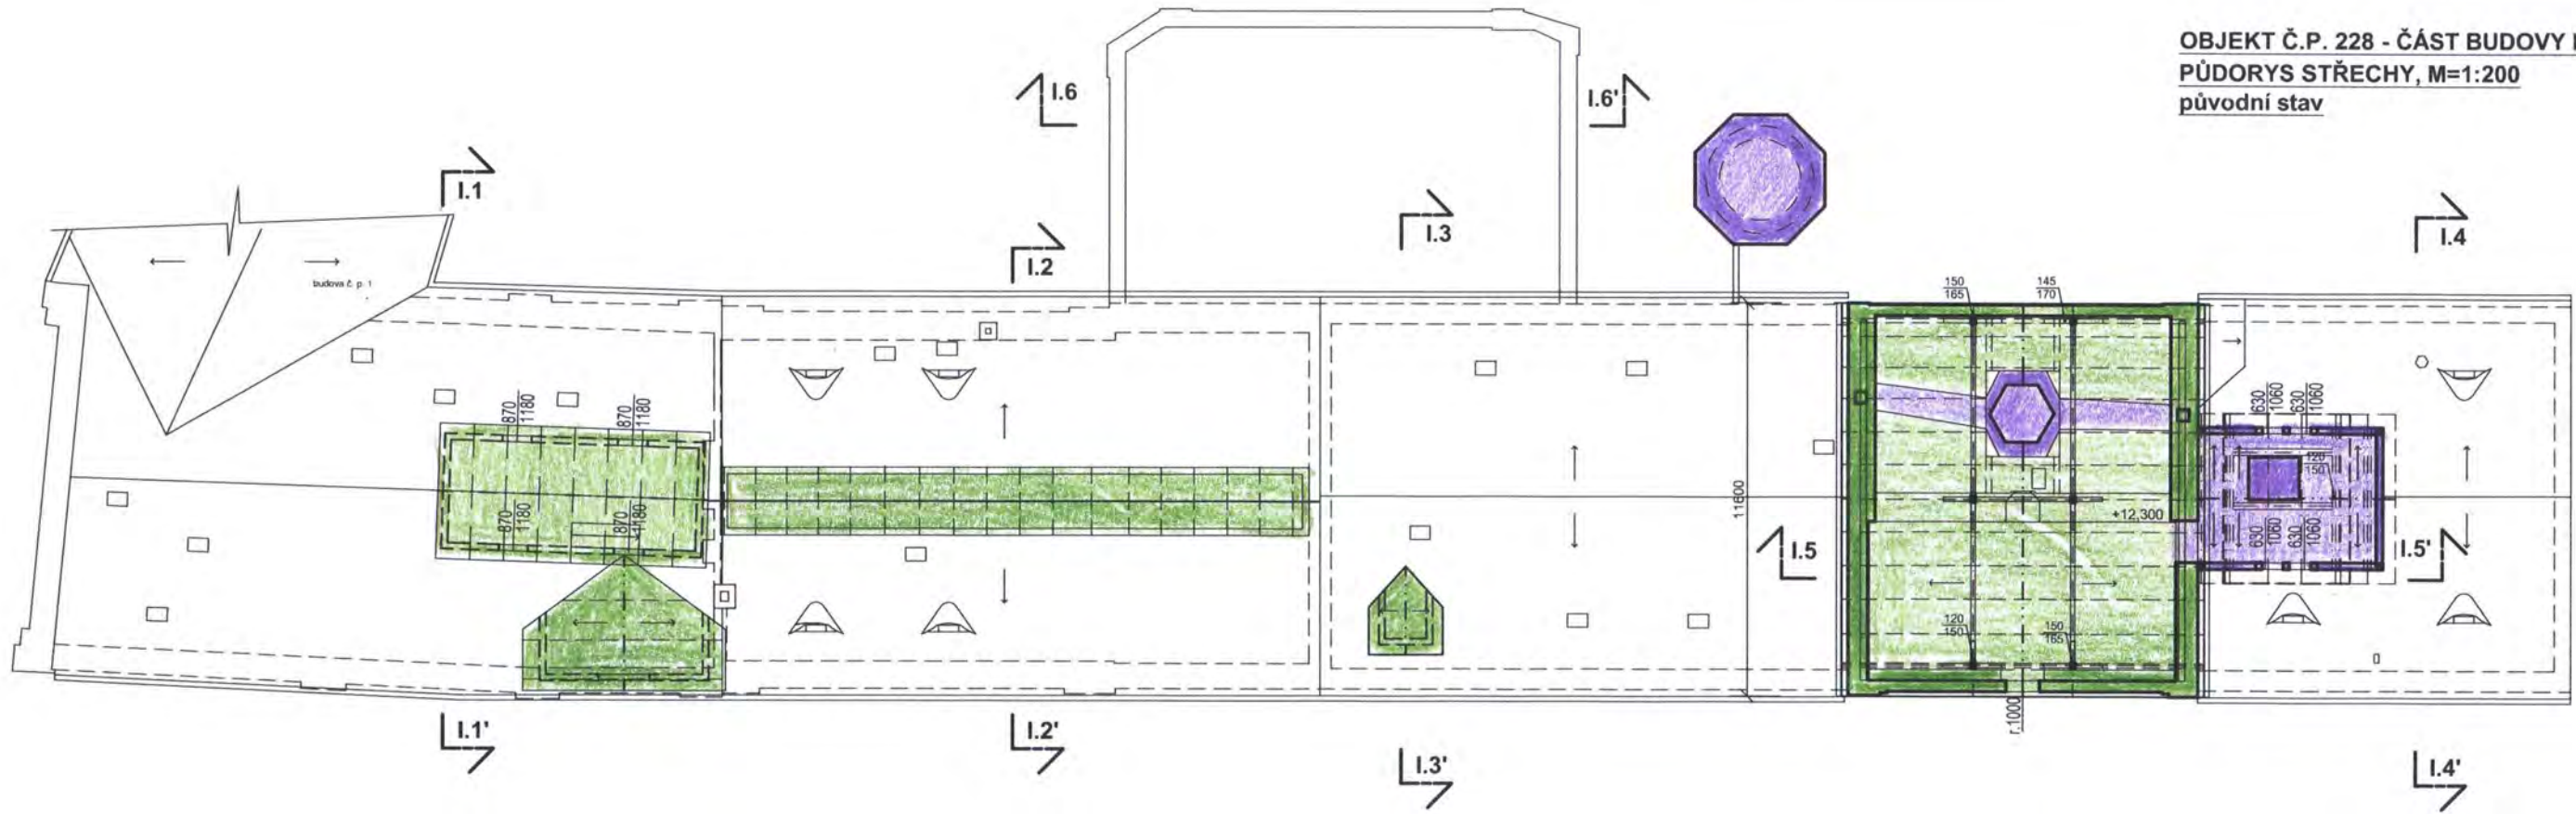 OBJEKT Č.P. 228 - ČÁST BUDOVY
PŮDORYS STŘECHY, M=1:200
původní stav
I.6
I.6'
I.1
I.3
I.4
I.2
budova č. p. 1
150
165
145
170
870
1180
870
1180
630
1060
630
1060
120
150
11600
+12,300
870
1180
870
1180
630
1060
630
1060
I.5
I.5'
120
150
150
165
r.1000
I.1'
I.2'
I.3'
I.4'